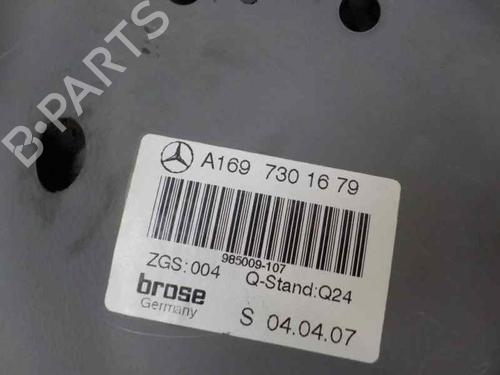 B-PARTS
A169 730 16 79
985009-107
ZGS:004 Q-Stand:Q24
brose
Germany
S 04.04.07